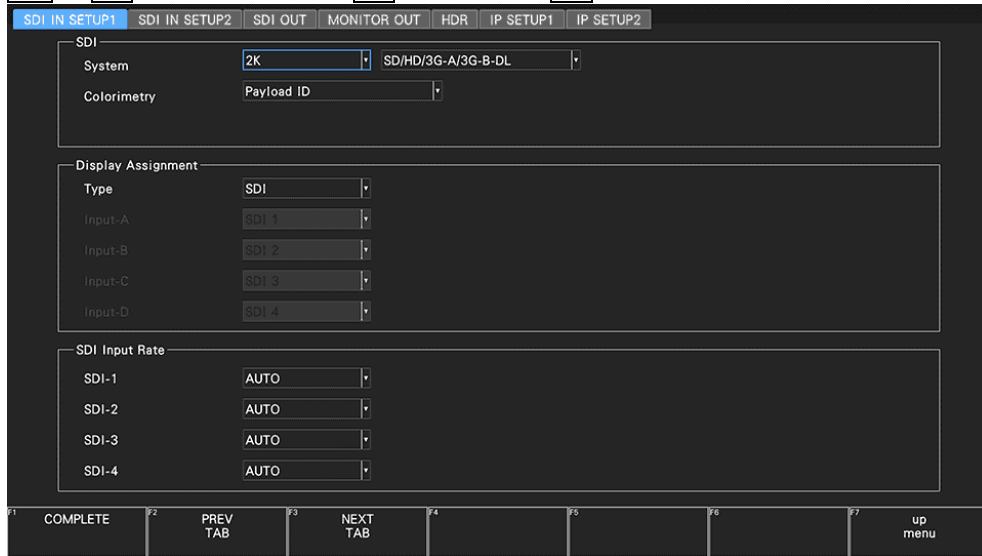 SDI IN SETUP1 SDI IN SETUP2 SDI OUT MONITOR OUT HDR IP SETUP1 IP SETUP2
SDI
System 2K SD/HD/3G-A/3G-B-DL
Colorimetry Payload ID
Display Assignment
Type SDI
Input-A SDI 1
Input-B SDI 2
Input-C SDI 3
Input-D SDI 4
SDI Input Rate
SDI-1 AUTO
SDI-2 AUTO
SDI-3 AUTO
SDI-4 AUTO
F1 COMPLETE F2 PREV TAB F3 NEXT TAB F4 F5 F6 F7 up menu